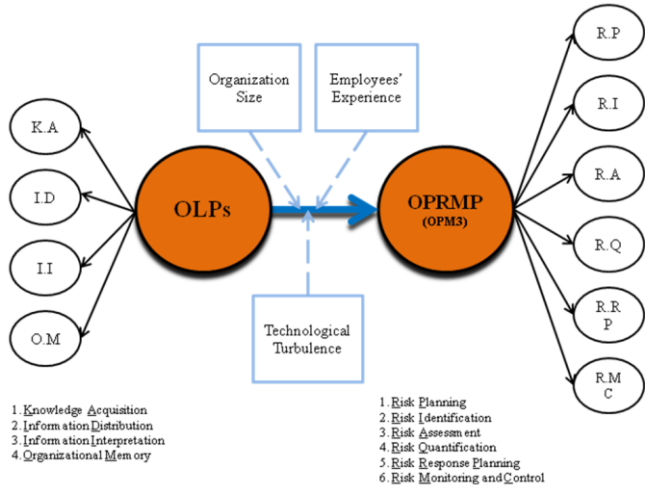 R.P
Organization
Size
Employees'
Experience
R.I
K.A
R.A
I.D
OLPs
OPRMP
(OPM3)
R.Q
I.I
R.R
P
O.M
Technological
Turbulence
R.M
C
1. Knowledge Acquisition
2. Information Distribution
3. Information Interpretation
4. Organizational Memory
1. Risk Planning
2. Risk Identification
3. Risk Assessment
4. Risk Quantification
5. Risk Response Planning
6. Risk Monitoring and Control